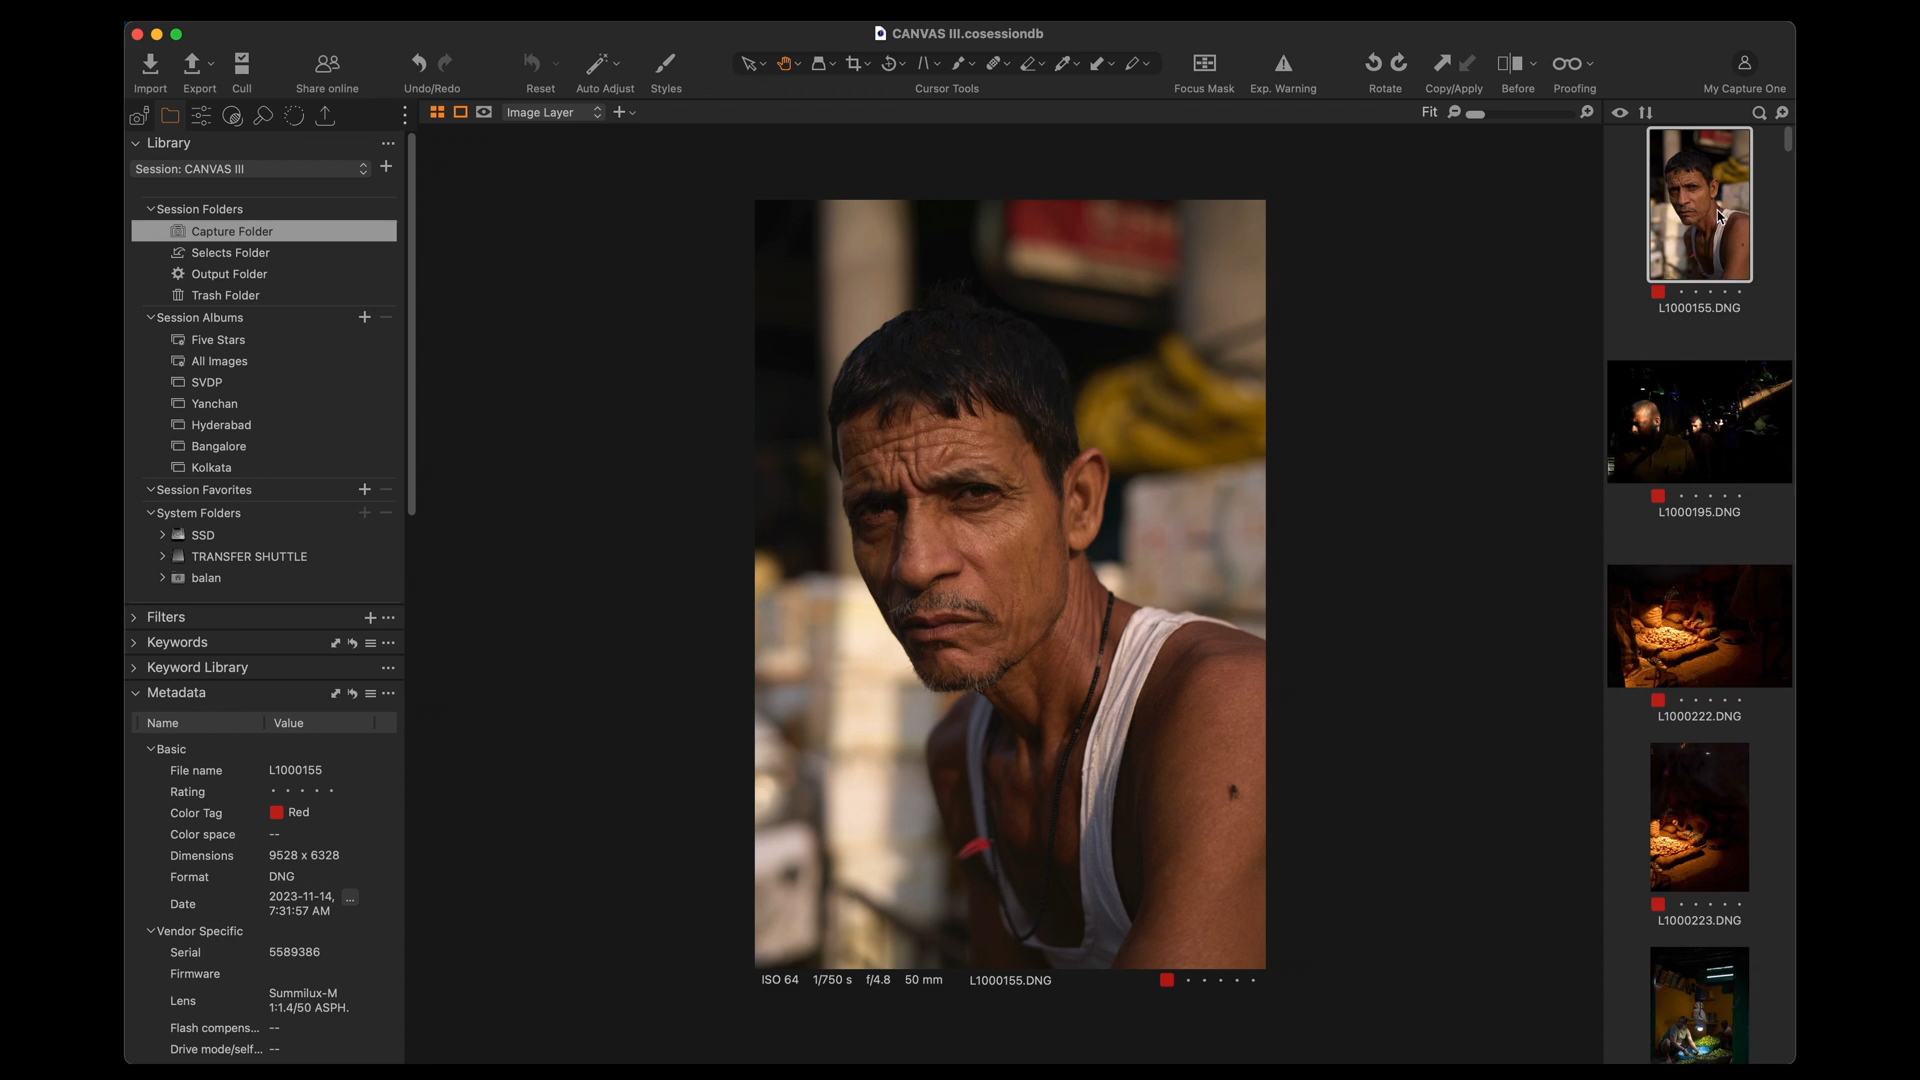 CANVAS III.cosessiondb
Import
Export
Cull
Share online
Undo/Redo
Reset
Auto Adjust
Styles
Cursor Tools
Focus Mask
Exp. Warning
Rotate
Copy/Apply
Before
Proofing
My Capture One
Image Layer
Fit
Library
Session: CANVAS III
Session Folders
Capture Folder
Selects Folder
Output Folder
Trash Folder
Session Albums
Five Stars
All Images
SVDP
Yanchan
Hyderabad
Bangalore
Kolkata
Session Favorites
System Folders
SSD
TRANSFER SHUTTLE
balan
Filters
Keywords
Keyword Library
Metadata
Name Value
Basic
File name L1000155
Rating
Color Tag Red
Color space --
Dimensions 9528 x 6328
Format DNG
Date 2023-11-14, ...
7:31:57 AM
Vendor Specific
Serial 5589386
Firmware
Lens Summilux-M
1:1.4/50 ASPH.
Flash compens... --
Drive mode/self... --
ISO 64 1/750 s f/4.8 50 mm L1000155.DNG
L1000155.DNG
L1000195.DNG
L1000222.DNG
L1000223.DNG